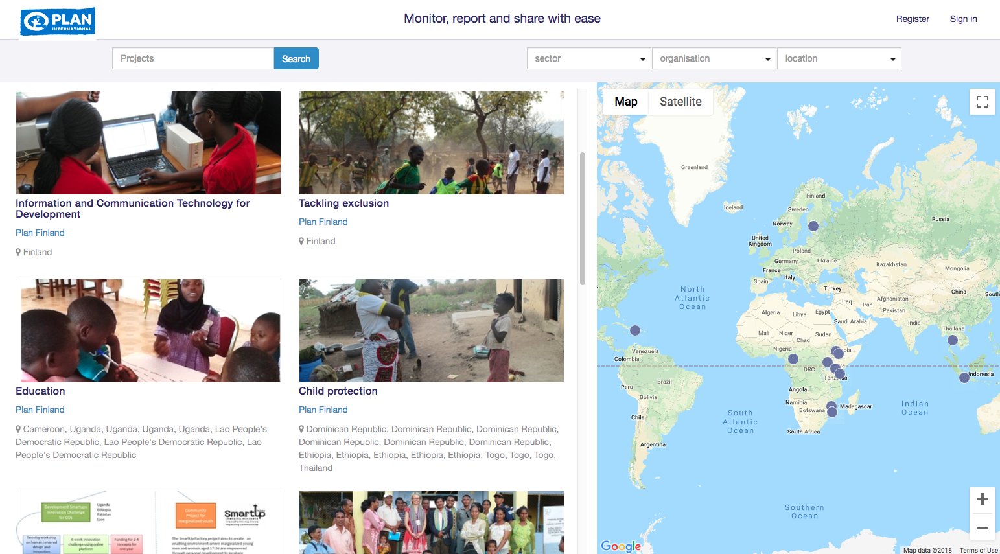 PLAN
INTERNATIONAL
Monitor, report and share with ease
Register
Sign in
Projects
Search
sector
organisation
location
Information and Communication Technology for
Development
Plan Finland
Finland
Tackling exclusion
Plan Finland
Finland
Education
Plan Finland
Cameroon, Uganda, Uganda, Uganda, Uganda, Lao People's
Democratic Republic, Lao People's Democratic Republic, Lao
People's Democratic Republic
Child protection
Plan Finland
Dominican Republic, Dominican Republic, Dominican Republic,
Dominican Republic, Dominican Republic, Dominican Republic,
Ethiopia, Ethiopia, Ethiopia, Ethiopia, Ethiopia, Togo, Togo, Togo,
Thailand
Development Smartups
Innovation Challenge
for COs
Uganda
Ethiopia
Pakistan
Laos
Two day workshop
on human centered
design and
innovation
6 week innovation
challenge using online
platform
Funding for 2-4
concepts for
one year
Community
Project for
marginalized youth
SmartUp
changing mindsets
transforming lives
impacting communities
The SmartUp Factory project aims to create an
enabling environment where marginalized young
men and women aged 17-26 are empowered
through personal development to incubate
Map
Satellite
Greenland
Iceland
Finland
Sweden
Norway
Russia
United
Kingdom
Poland
Germany
Ukraine
France
Kazakhstan
Mongolia
Italy
Spain
Turkey
China
South
North
Atlantic
Ocean
Iraq
Iran
Afghanistan
Pakistan
Algeria
Libya
Egypt
Saudi Arabia
India
Thailand
Mali
Niger
Chad
Sudan
Nigeria
opia
Venezuela
Colombia
DRC
ya
Tanzania
Indonesia
Peru
Brazil
Angola
Bolivia
Namibia
Botswana
Madagascar
South
Atlantic
Ocean
Indian
Ocean
Chile
South Africa
Argentina
Southern
Ocean
Google
Map data ©2018
Terms of Use